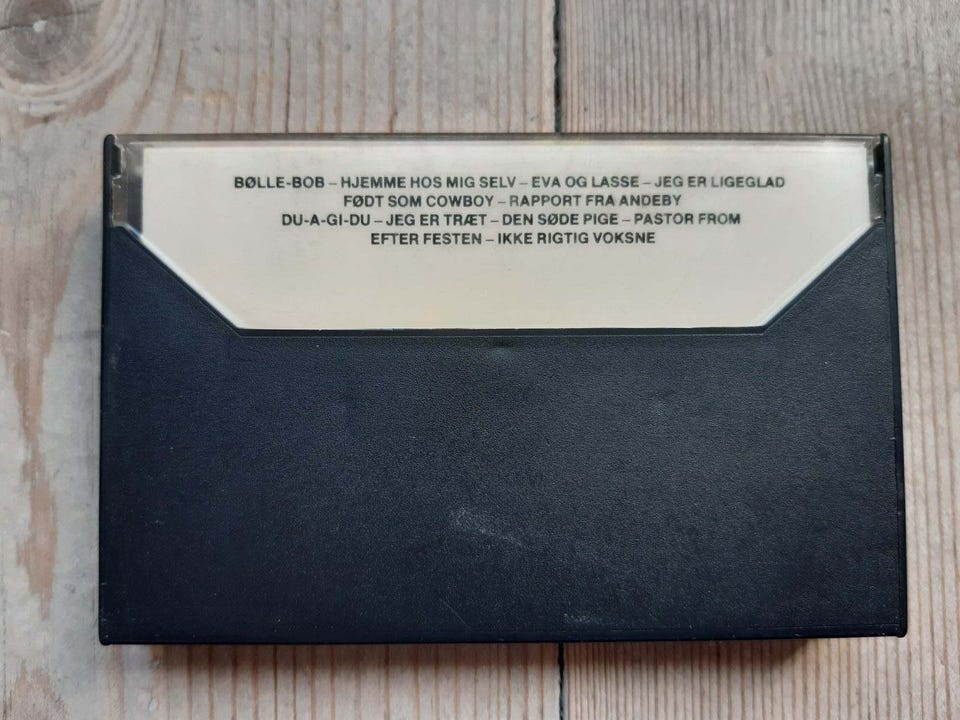 BØLLE-BOB – HJEMME HOS MIG SELV – EVA OG LASSE – JEG ER LIGEGLAD
FØDT SOM COWBOY – RAPPORT FRA ANDEBY
DU-A-GI-DU – JEG ER TRÆT – DEN SØDE PIGE – PASTOR FROM
EFTER FESTEN – IKKE RIGTIG VOKSNE